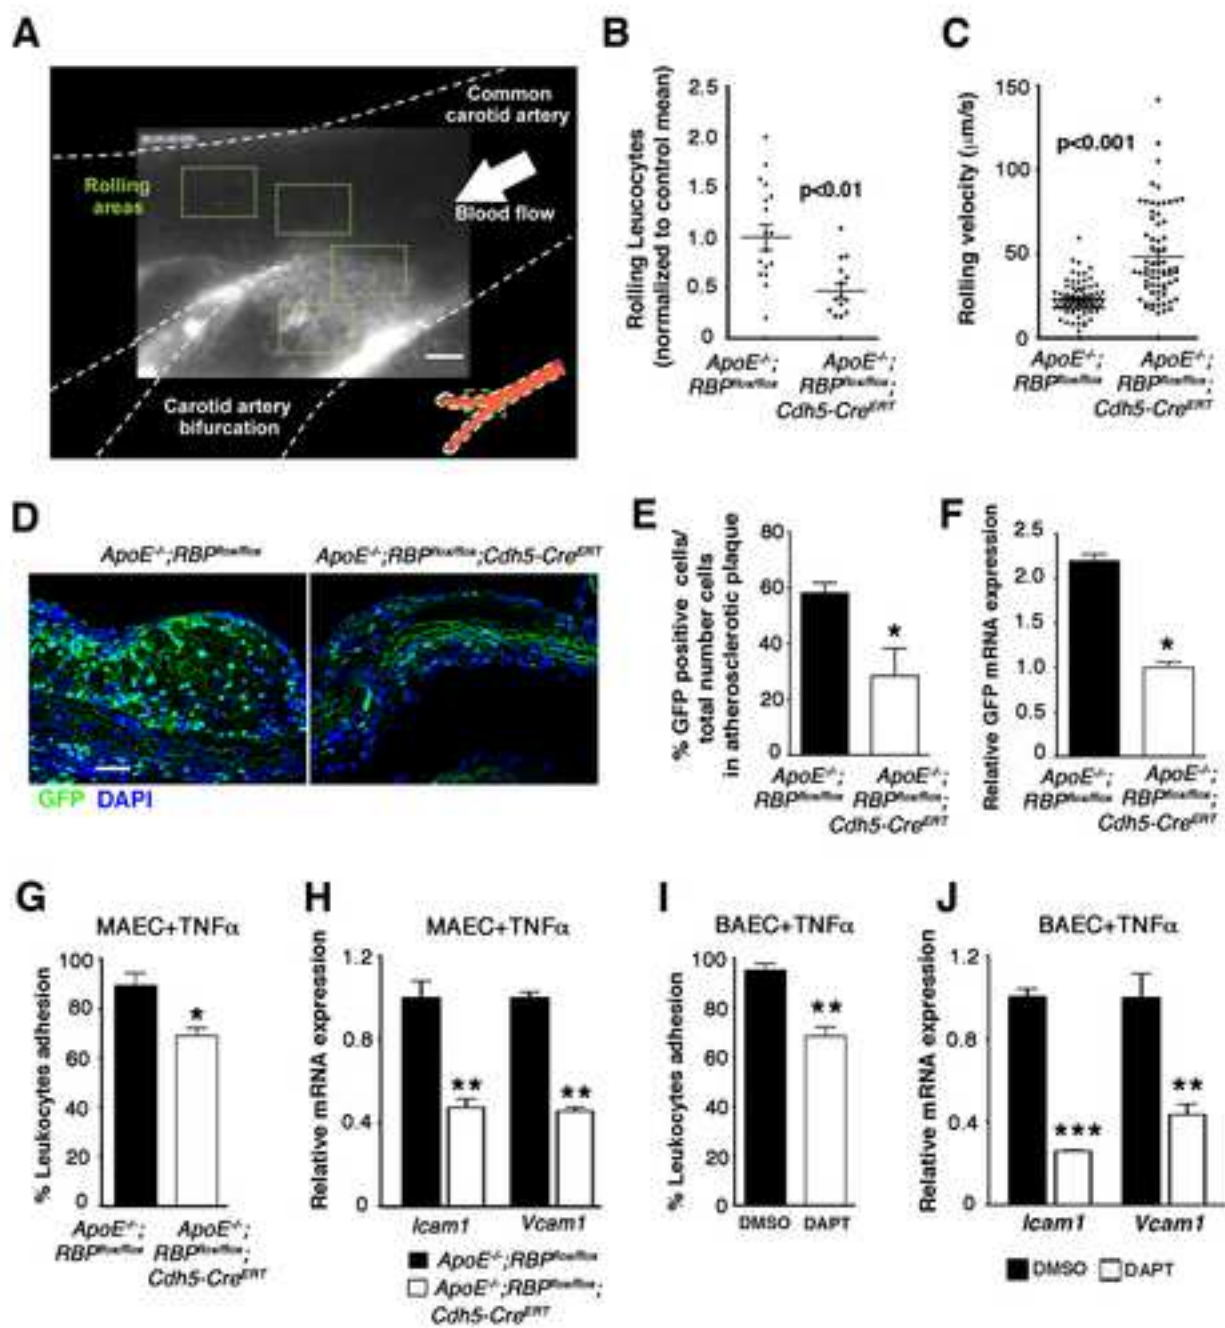 A
Common
carotid artery
Rolling
areas
Blood flow
Carotid artery
bifurcation
B
Rolling Leucocytes
(normalized to control mean)
2.5
2.0
1.5
1.0
0.5
0
p<0.01
ApoE-/-;
RBPflox/flox
ApoE-/-;
RBPflox/flox;
Cdh5-CreERT
C
Rolling velocity (μm/s)
150
100
50
0
p<0.001
ApoE-/-;
RBPflox/flox
ApoE-/-;
RBPflox/flox;
Cdh5-CreERT
D
ApoE-/-;RBPflox/flox
ApoE-/-;RBPflox/flox;Cdh5-CreERT
GFP DAPI
E
% GFP positive cells/
total number cells
in atherosclerotic plaque
80
60
40
20
0
*
ApoE-/-;
RBPflox/flox
ApoE-/-;
RBPflox/flox;
Cdh5-CreERT
F
Relative GFP mRNA expression
2.5
2.0
1.5
1.0
0.5
0
*
ApoE-/-;
RBPflox/flox
ApoE-/-;
RBPflox/flox;
Cdh5-CreERT
G
MAEC+TNFα
% Leukocytes adhesion
100
80
60
40
20
0
*
ApoE-/-;
RBPflox/flox
ApoE-/-;
RBPflox/flox;
Cdh5-CreERT
H
MAEC+TNFα
Relative mRNA expression
1.2
0.8
0.4
0
**
**
Icam1
Vcam1
ApoE-/-;RBPflox/flox
ApoE-/-;RBPflox/flox;
Cdh5-CreERT
I
BAEC+TNFα
% Leukocytes adhesion
100
80
60
40
20
0
**
DMSO
DAPT
J
BAEC+TNFα
Relative mRNA expression
1.2
0.8
0.4
0
***
**
Icam1
Vcam1
DMSO
DAPT